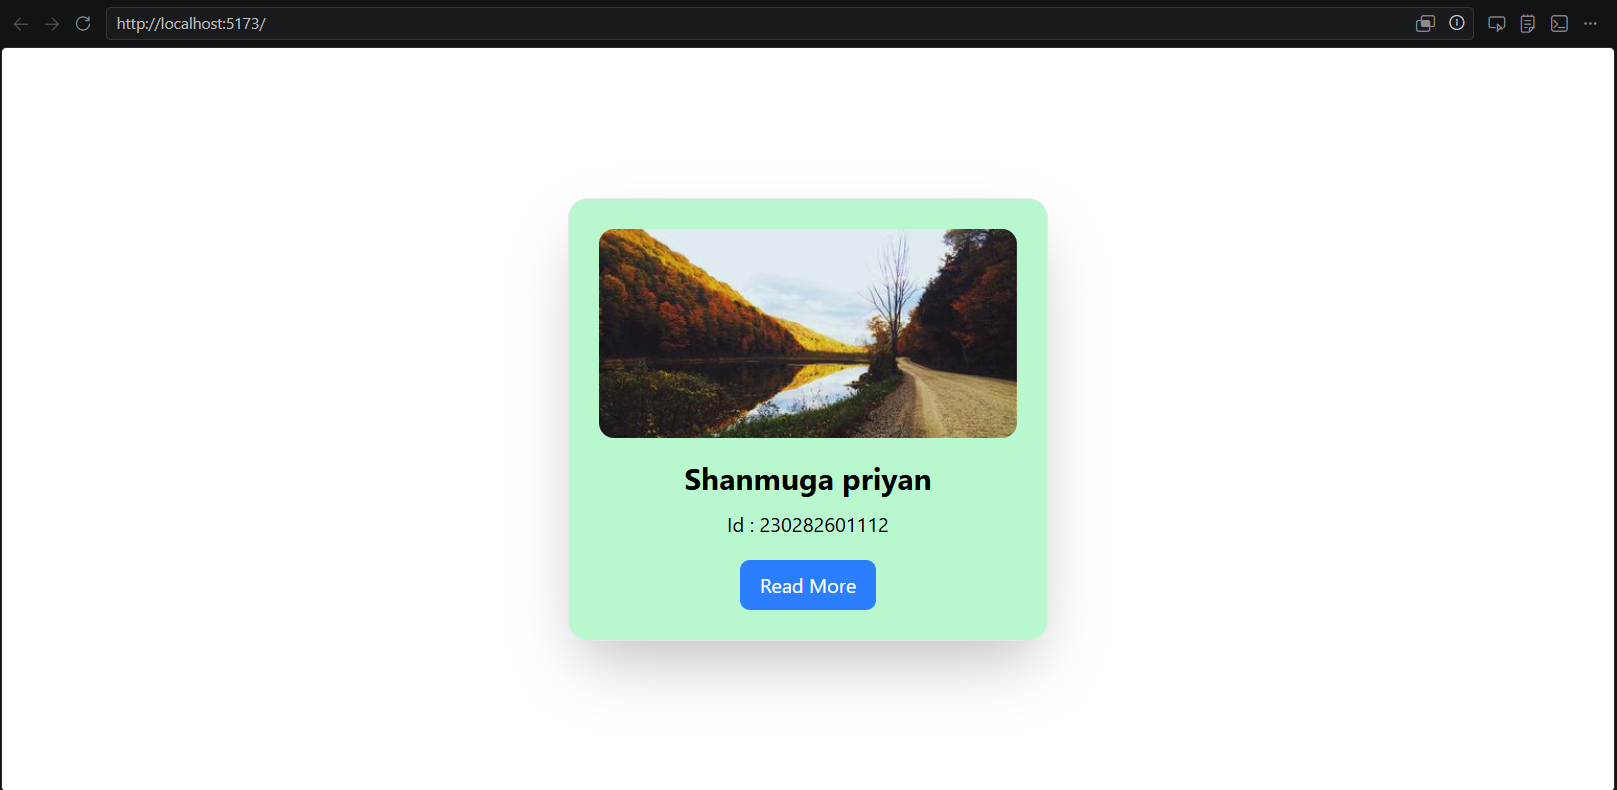 http://localhost:5173/
Shanmuga priyan
Id : 230282601112
Read More